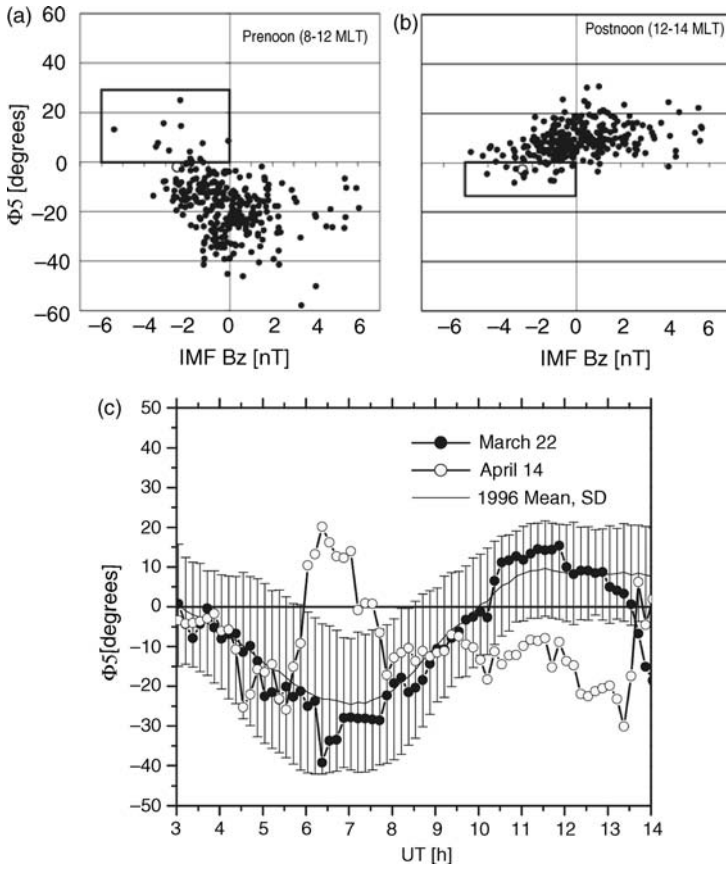 (a)
Prenoon (8-12 MLT)
60
40
20
0
−20
−40
−60
Φ5 [degrees]
−6 −4 −2 0 2 4 6
IMF Bz [nT]
(b)
Postnoon (12-14 MLT)
−6 −4 −2 0 2 4 6
IMF Bz [nT]
(c)
50
40
30
20
10
0
−10
−20
−30
−40
−50
Φ5[degrees]
March 22
April 14
1996 Mean, SD
3 4 5 6 7 8 9 10 11 12 13 14
UT [h]